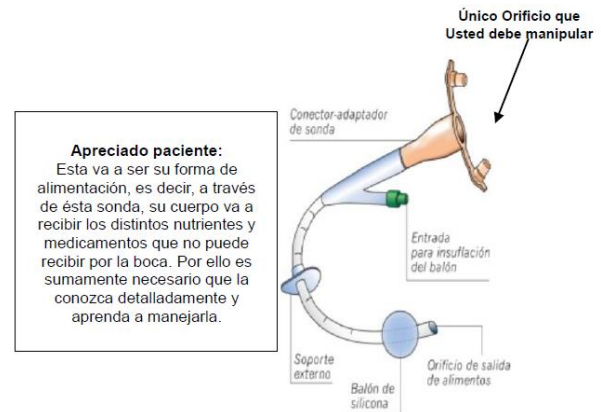 Único Orificio que
Usted debe manipular
Conector-adaptador
de sonda
Apreciado paciente:
Esta va a ser su forma de
alimentación, es decir, a través
de ésta sonda, su cuerpo va a
recibir los distintos nutrientes y
medicamentos que no puede
recibir por la boca. Por ello es
sumamente necesario que la
conozca detalladamente y
aprenda a manejarla.
Entrada
para insuflación
del balón
Soporte
externo
Balón de
silicona
Orificio de salida
de alimentos